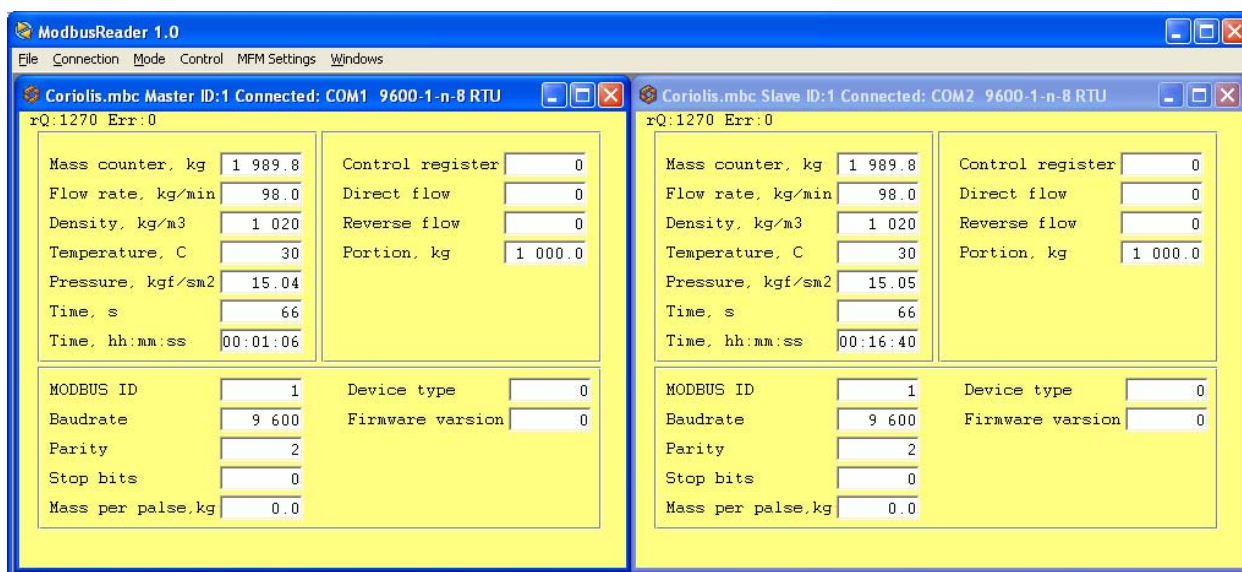 ModbusReader 1.0
File Connection Mode Control MFM Settings Windows
Coriolis.mbc Master ID:1 Connected: COM1 9600-1-n-8 RTU
rQ:1270 Err:0
Mass counter, kg 1 989.8 Control register 0
Flow rate, kg/min 98.0 Direct flow 0
Density, kg/m3 1 020 Reverse flow 0
Temperature, C 30 Portion, kg 1 000.0
Pressure, kgf/sm2 15.04
Time, s 66
Time, hh:mm:ss 00:01:06
MODBUS ID 1 Device type 0
Baudrate 9 600 Firmware varsion 0
Parity 2
Stop bits 0
Mass per palse,kg 0.0
Coriolis.mbc Slave ID:1 Connected: COM2 9600-1-n-8 RTU
rQ:1270 Err:0
Mass counter, kg 1 989.8 Control register 0
Flow rate, kg/min 98.0 Direct flow 0
Density, kg/m3 1 020 Reverse flow 0
Temperature, C 30 Portion, kg 1 000.0
Pressure, kgf/sm2 15.05
Time, s 66
Time, hh:mm:ss 00:16:40
MODBUS ID 1 Device type 0
Baudrate 9 600 Firmware varsion 0
Parity 2
Stop bits 0
Mass per palse,kg 0.0